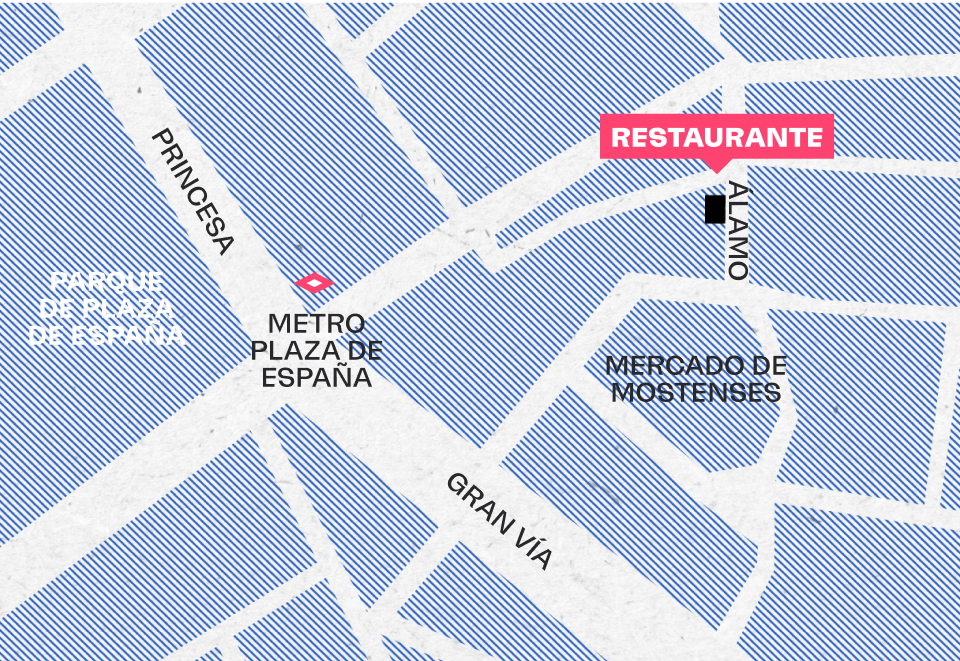 RESTAURANTE
PRINCESA
ÁLAMO
PARQUE
DE PLAZA
DE ESPAÑA
METRO
PLAZA DE
ESPAÑA
MERCADO DE
MOSTENSES
GRAN VÍA